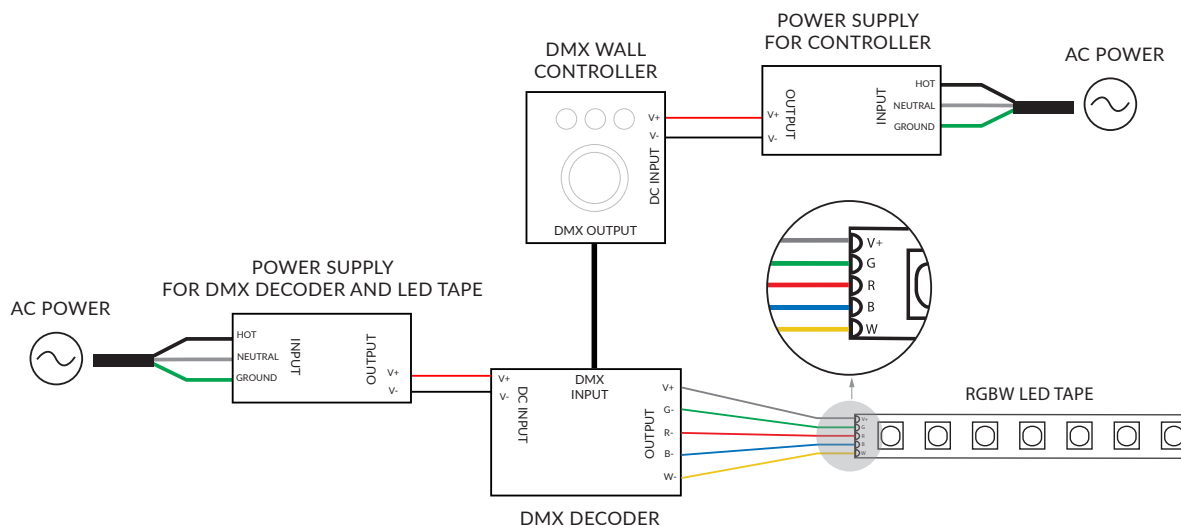 POWER SUPPLY
FOR CONTROLLER
AC POWER
HOT
NEUTRAL
GROUND
INPUT
OUTPUT
V+
V-
DMX WALL
CONTROLLER
V+
V-
DC INPUT
DMX OUTPUT
POWER SUPPLY
FOR DMX DECODER AND LED TAPE
AC POWER
HOT
NEUTRAL
GROUND
INPUT
OUTPUT
V+
V-
V+
V-
DC INPUT
DMX
INPUT
OUTPUT
V+
G-
R-
B-
W-
DMX DECODER
V+
G
R
B
W
RGBW LED TAPE
V+
G
R
B
W